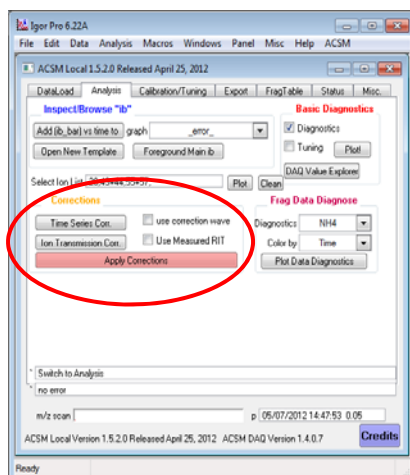 Igor Pro 6.22A
File Edit Data Analysis Macros Windows Panel Misc Help ACSM
ACSM Local 1.5.2.0 Released April 25, 2012
DataLoad Analysis Calibration/Tuning Export FragTable Status Misc.
Inspect/Browse "ib" Basic Diagnostics
Add (ib_bar) vs time to graph _error_ Diagnostics
Open New Template Foreground Main ib Tuning Plot!
DAQ Value Explorer
Select Ion List Plot Clean
Corrections Frag Data Diagnose
Time Series Corr. use correction wave Diagnostics NH4
Ion Transmission Corr. Use Measured RIT Color by Time
Apply Corrections Plot Data Diagnostics
Switch to Analysis
no error
m/z scan p 05/07/2012 14:47:53 0.05
ACSM Local Version 1.5.2.0 Released April 25, 2012 ACSM DAQ Version 1.4.0.7 Credits
Ready